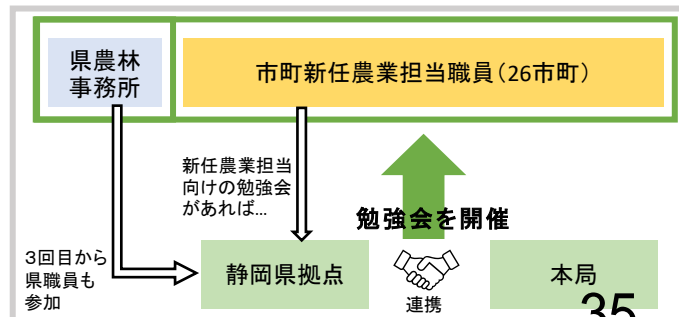 県農林
事務所
市町新任農業担当職員（26市町）
新任農業担当
向けの勉強会
があれば…
勉強会を開催
3回目から
県職員も
参加
静岡県拠点
連携
本局
35